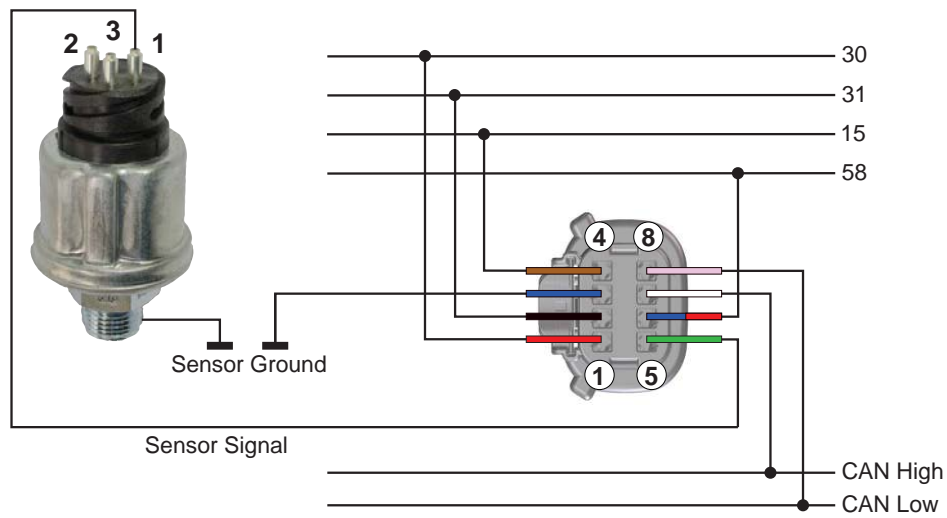 2 3 1
30
31
15
58
4 8
1 5
Sensor Ground
Sensor Signal
CAN High
CAN Low